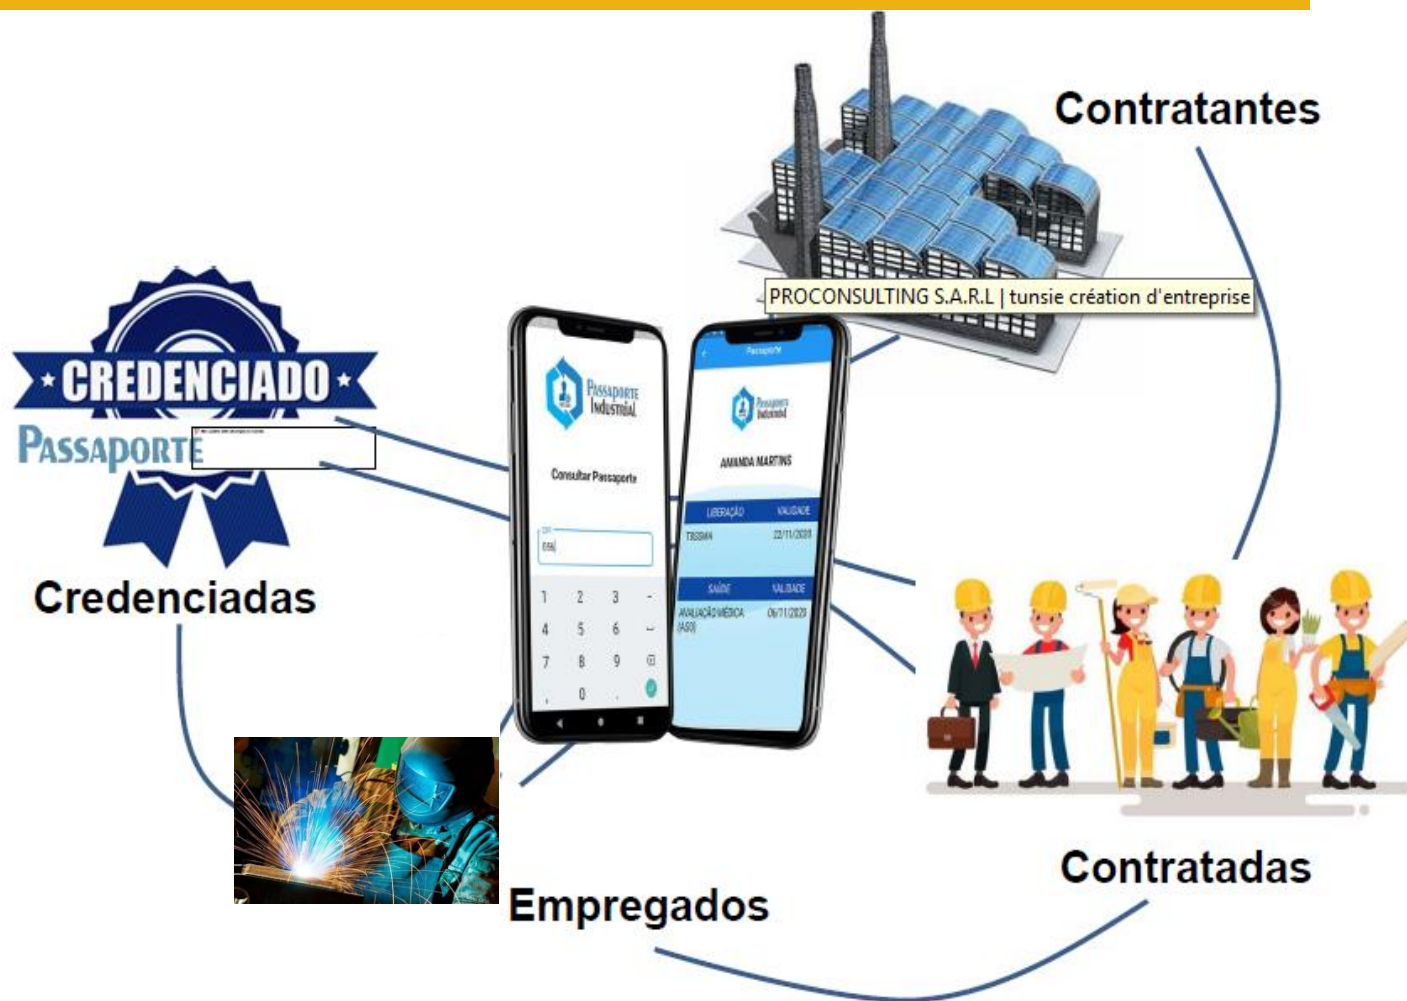 Contratantes
PROCONSULTING S.A.R.L | tunsie création d'entreprise
CREDENCIADO
PASSAPORTE
Credenciadas
PASSAPORTE
INDUSTRIAL
Consultar Passaporte
CPF
1 2 3 -
4 5 6
7 8 9
, 0 .
Passaporte
PASSAPORTE
INDUSTRIAL
AMANDA MARTINS
LIBERAÇÃO VALIDADE
22/11/2020
SAÚDE VALIDADE
AVALIAÇÃO MÉDICA 06/11/2020
(ASO)
Empregados
Contratadas